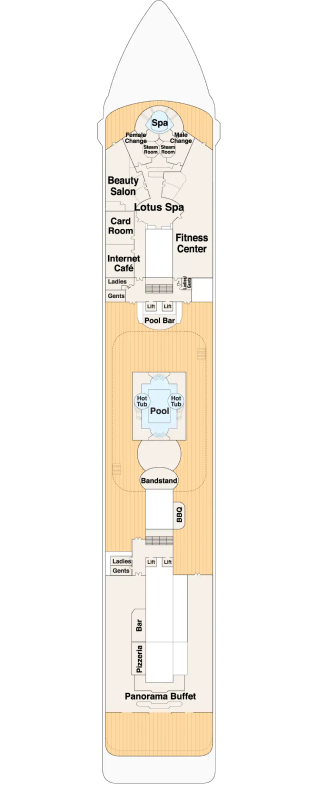 Spa
Female
Change
Male
Change
Steam
Room
Steam
Room
Beauty
Salon
Lotus Spa
Card
Room
Fitness
Center
Internet
Café
Ladies
Gents
Ladies
Gents
Lift
Lift
Pool Bar
Hot
Tub
Hot
Tub
Pool
Bandstand
BBQ
Ladies
Gents
Lift
Lift
Bar
Pizzeria
Panorama Buffet